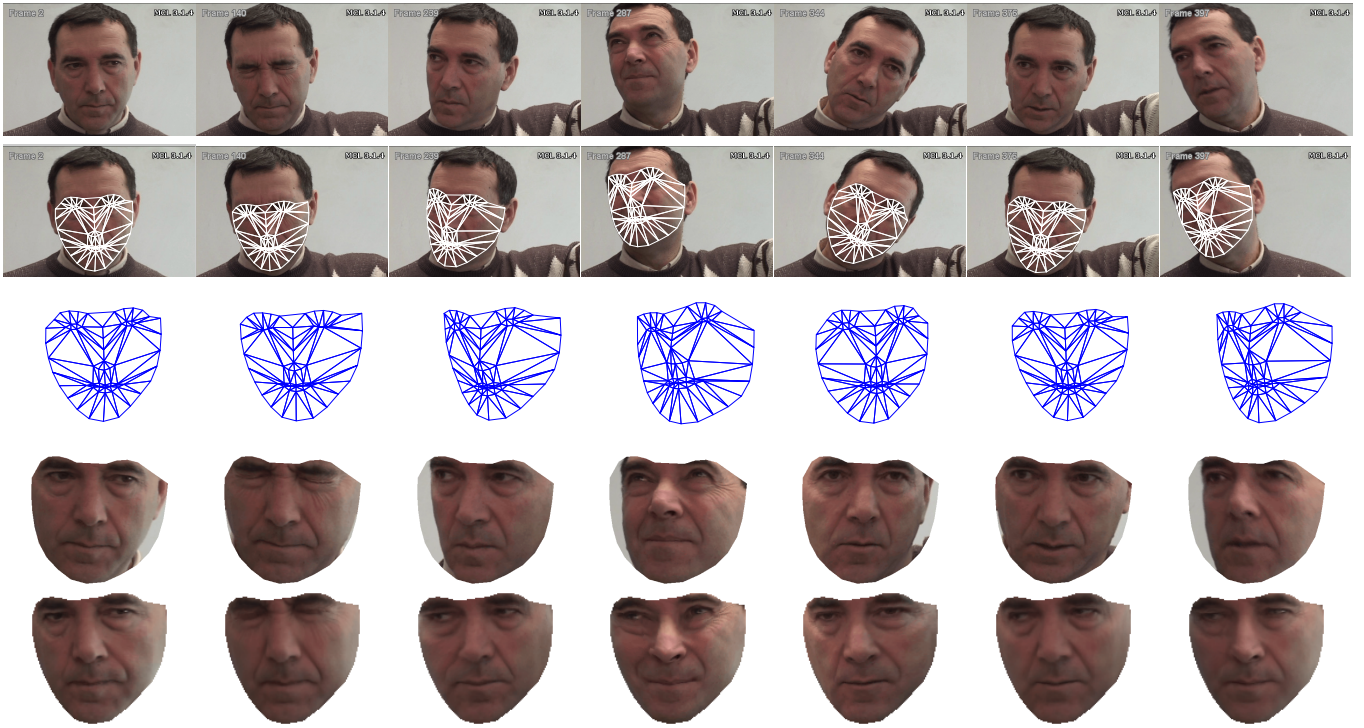 Frame 2 MCL 3.1.4
Frame 140 MCL 3.1.4
MCL 3.1.4
Frame 287 MCL 3.1.4
Frame 344 MCL 3.1.4
Frame 375 MCL 3.1.4
Frame 397 MCL 3.1.4
Frame 2 MCL 3.1.4
Frame 140 MCL 3.1.4
MCL 3.1.4
Frame 287 MCL 3.1.4
Frame 344 MCL 3.1.4
Frame 375 MCL 3.1.4
Frame 397 MCL 3.1.4